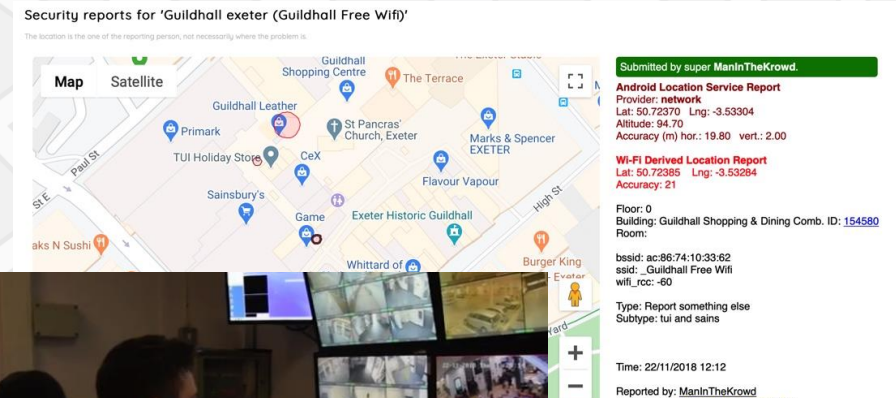 Security reports for 'Guildhall exeter (Guildhall Free Wifi)'
The location is the one of the reporting person, not necessarily where the problem is.
Map
Satellite
Guildhall
Shopping Centre
The Terrace
Guildhall Leather
Primark
St Pancras'
Church, Exeter
Marks & Spencer
EXETER
TUI Holiday Store
CeX
Paul St
Flavour Vapour
Sainsbury's
High St
St E
Game
Exeter Historic Guildhall
aks N Sushi
Whittard of
Burger King
- Exeter
Yard
+
−
Submitted by super ManInTheKrowd.
Android Location Service Report
Provider: network
Lat: 50.72370 Lng: -3.53304
Altitude: 94.70
Accuracy (m) hor.: 19.80 vert.: 2.00
Wi-Fi Derived Location Report
Lat: 50.72385 Lng: -3.53284
Accuracy: 21
Floor: 0
Building: Guildhall Shopping & Dining Comb. ID: 154580
Room:
bssid: ac:86:74:10:33:62
ssid: _Guildhall Free Wifi
wifi_rcc: -60
Type: Report something else
Subtype: tui and sains
Time: 22/11/2018 12:12
Reported by: ManInTheKrowd